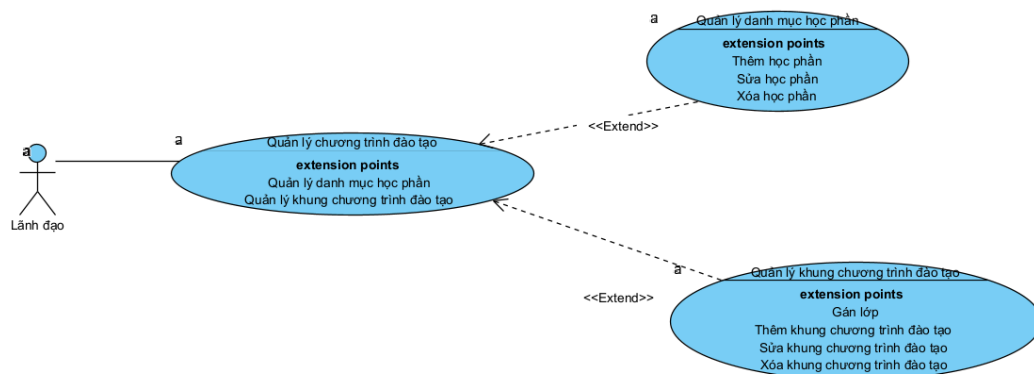 a
Quản lý danh mục học phần
extension points
Thêm học phần
Sửa học phần
Xóa học phần
<<Extend>>
a
Quản lý chương trình đào tạo
extension points
Quản lý danh mục học phần
Quản lý khung chương trình đào tạo
a
Lãnh đạo
<<Extend>>
a
Quản lý khung chương trình đào tạo
extension points
Gán lớp
Thêm khung chương trình đào tạo
Sửa khung chương trình đào tạo
Xóa khung chương trình đào tạo